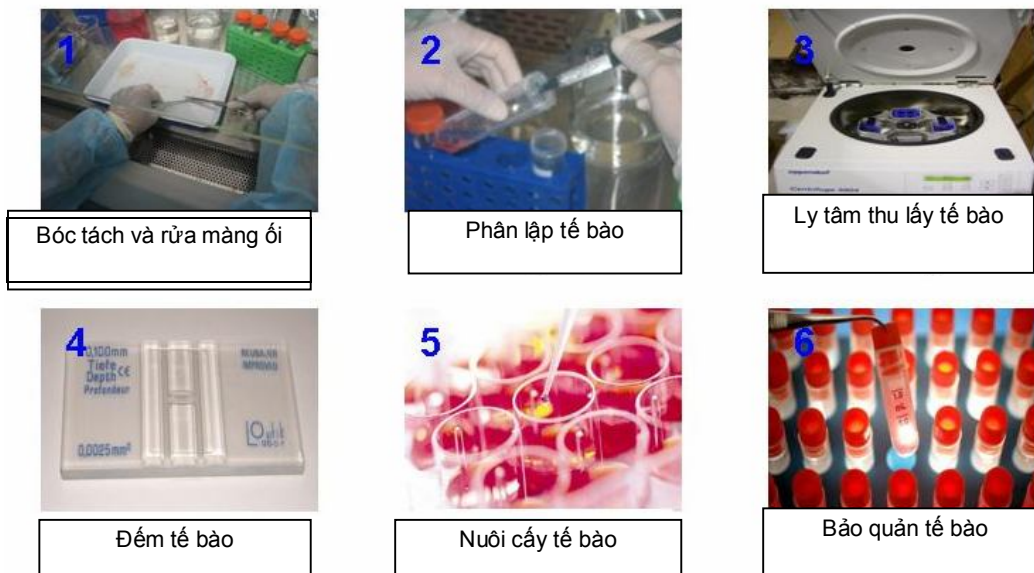 1
2
3
Bóc tách và rửa màng ối
Phân lập tế bào
Ly tâm thu lấy tế bào
4
0,100mm
Tiefe
Depth CE
Profondeur
0,0025mm²
IMPROVED
5
6
Đếm tế bào
Nuôi cấy tế bào
Bảo quản tế bào